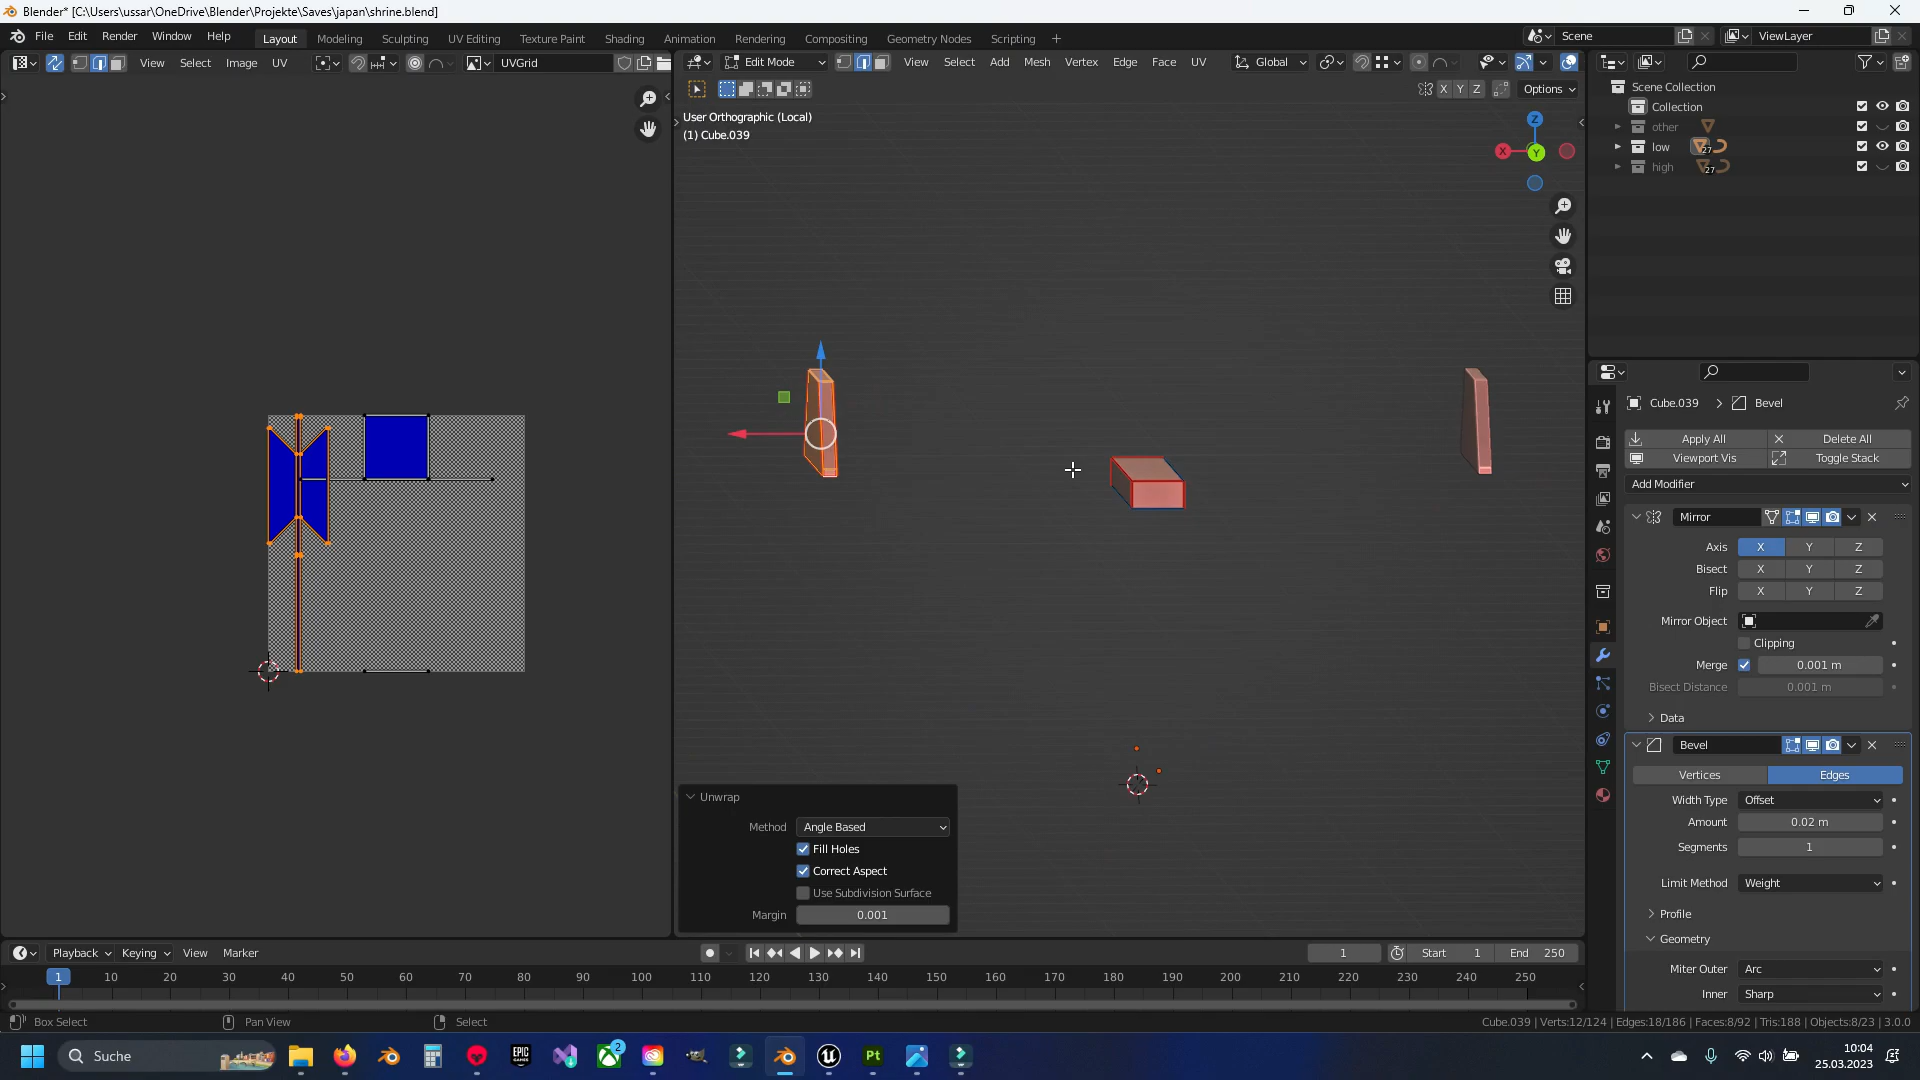 Blender* [C:\Users\ussar\OneDrive\Blender\Projekte\Saves\japan\shrine.blend]
File Edit Render Window Help
Layout Modeling Sculpting UV Editing Texture Paint Shading Animation Rendering Compositing Geometry Nodes Scripting +
Scene
ViewLayer
View Select Image UV
UVGrid
Edit Mode
View Select Add Mesh Vertex Edge Face UV
Global
X Y Z
Options
User Orthographic (Local)
(1) Cube.039
Z
X
Y
Scene Collection
Collection
other
low
27
high
27
Cube.039 > Bevel
Apply All
Delete All
Viewport Vis
Toggle Stack
Add Modifier
Mirror
Axis X Y Z
Bisect X Y Z
Flip X Y Z
Mirror Object
Clipping
Merge 0.001 m
Bisect Distance 0.001 m
Data
Bevel
Vertices Edges
Width Type Offset
Amount 0.02 m
Segments 1
Limit Method Weight
Profile
Geometry
Miter Outer Arc
Inner Sharp
Unwrap
Method Angle Based
Fill Holes
Correct Aspect
Use Subdivision Surface
Margin 0.001
Playback Keying View Marker
1
Start 1
End 250
1 10 20 30 40 50 60 70 80 90 100 110 120 130 140 150 160 170 180 190 200 210 220 230 240 250
Box Select
Pan View
Select
Cube.039 | Verts:12/124 | Edges:18/186 | Faces:8/92 | Tris:188 | Objects:8/23 | 3.0.0
Suche
EPIC
GAMES
2
Pt
10:04
25.03.2023